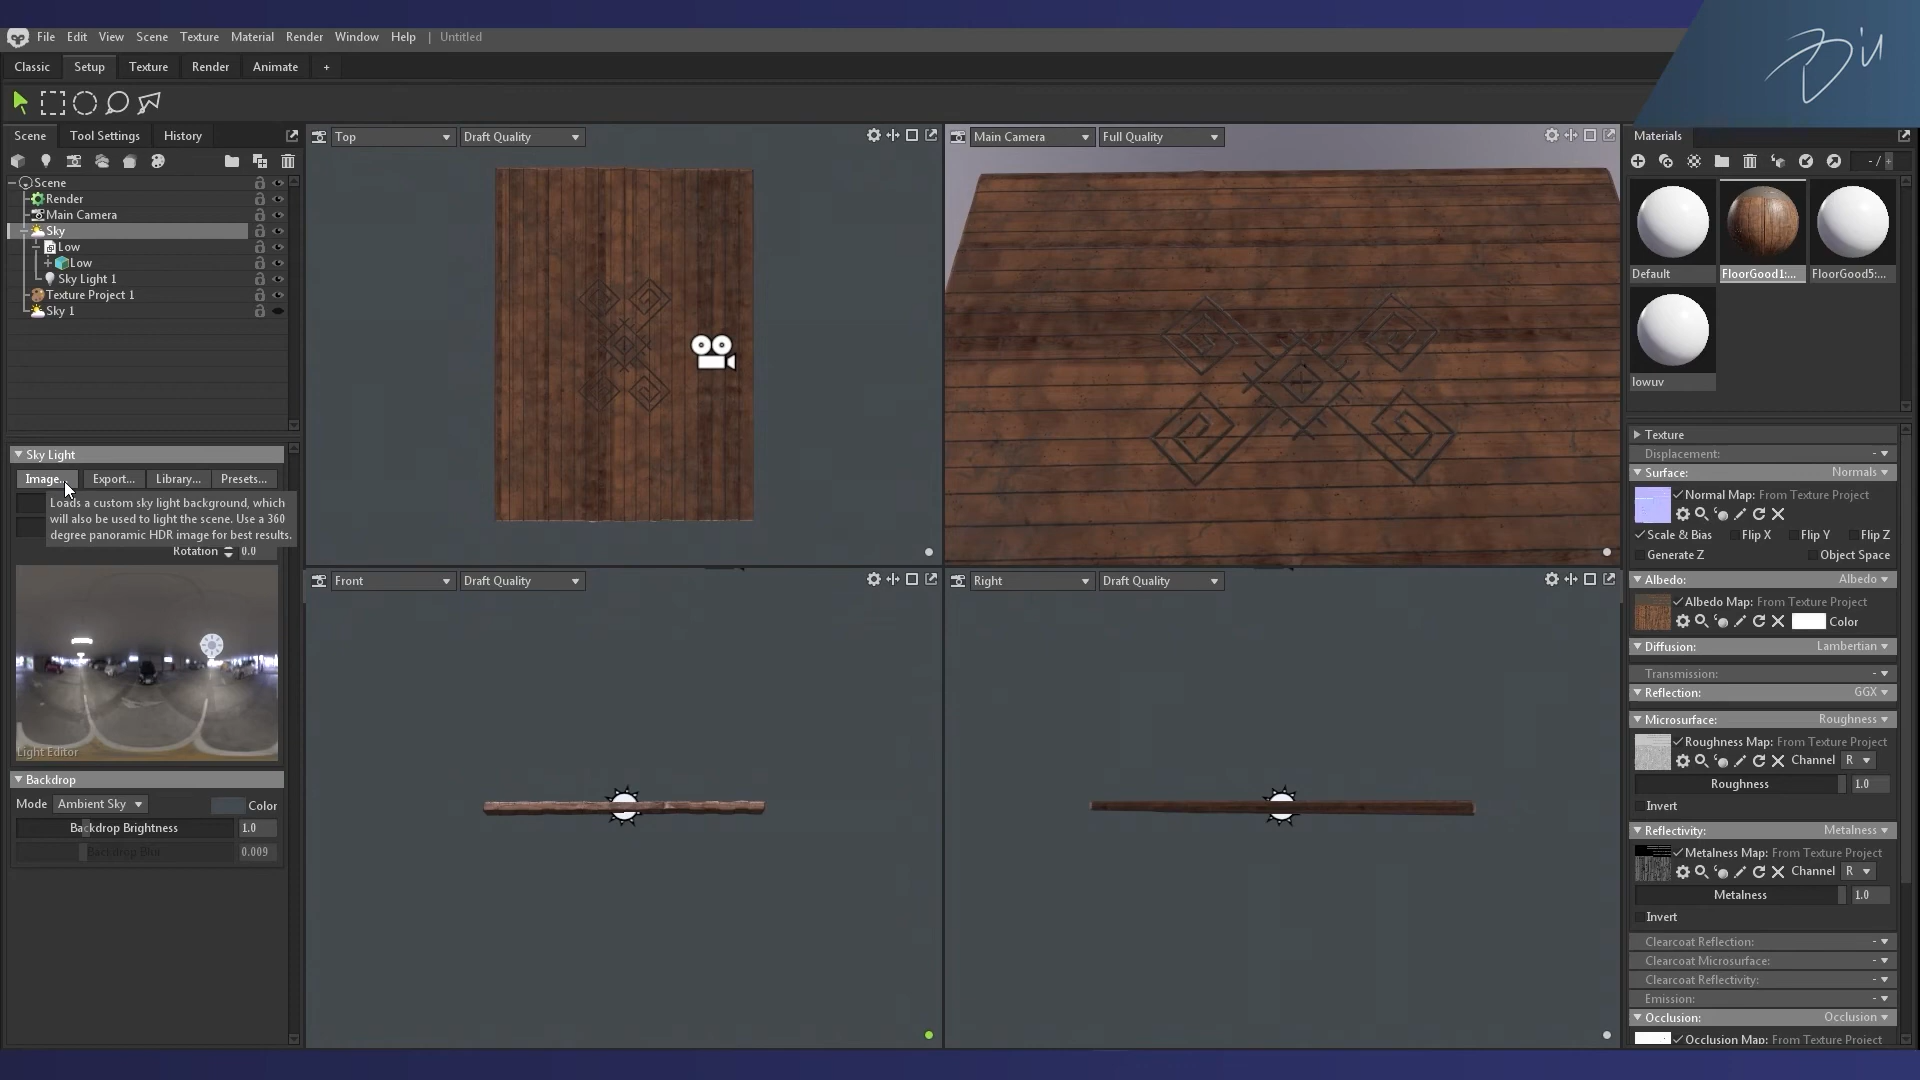 File Edit View Scene Texture Material Render Window Help | Untitled
Classic Setup Texture Render Animate +
Scene Tool Settings History
Scene
Render
Main Camera
Sky
Low
Low
Sky Light 1
Texture Project 1
Sky 1
Sky Light
Image... Export... Library... Presets...
Loads a custom sky light background, which
will also be used to light the scene. Use a 360
degree panoramic HDR image for best results.
Rotation 0.0
Light Editor
Backdrop
Mode Ambient Sky Color
Backdrop Brightness 1.0
Backdrop Blur 0.009
Top Draft Quality
Main Camera Full Quality
Front Draft Quality
Right Draft Quality
Materials
- / +
Default FloorGood1:... FloorGood5:...
lowuv
Texture
Displacement: -
Surface: Normals
Normal Map: From Texture Project
Scale & Bias Flip X Flip Y Flip Z
Generate Z Object Space
Albedo: Albedo
Albedo Map: From Texture Project
Color
Diffusion: Lambertian
Transmission: -
Reflection: GGX
Microsurface: Roughness
Roughness Map: From Texture Project
Channel R
Roughness 1.0
Invert
Reflectivity: Metalness
Metalness Map: From Texture Project
Channel R
Metalness 1.0
Invert
Clearcoat Reflection: -
Clearcoat Microsurface: -
Clearcoat Reflectivity: -
Emission: -
Occlusion: Occlusion
Occlusion Map: From Texture Project